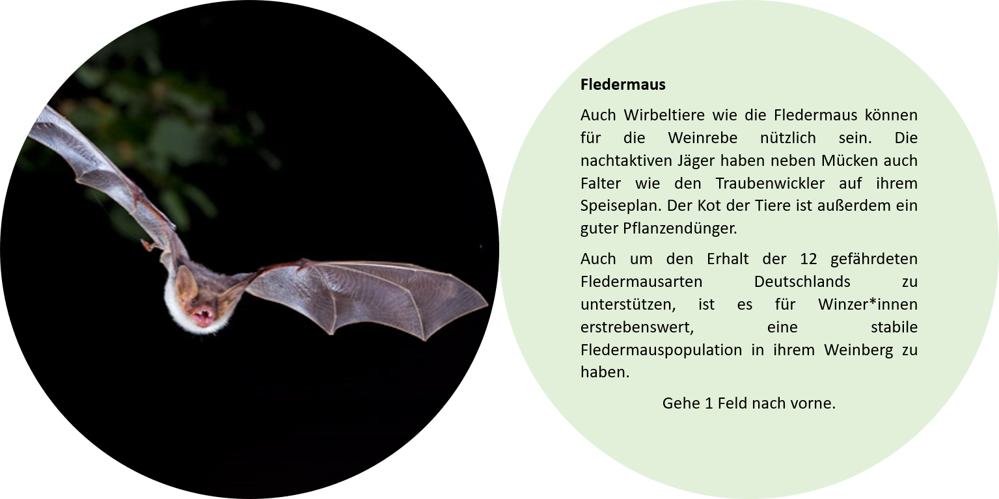 Fledermaus
Auch Wirbeltiere wie die Fledermaus können
für die Weinrebe nützlich sein. Die
nachtaktiven Jäger haben neben Mücken auch
Falter wie den Traubenwickler auf ihrem
Speiseplan. Der Kot der Tiere ist außerdem ein
guter Pflanzendünger.
Auch um den Erhalt der 12 gefährdeten
Fledermausarten Deutschlands zu
unterstützen, ist es für Winzer*innen
erstrebenswert, eine stabile
Fledermauspopulation in ihrem Weinberg zu
haben.
Gehe 1 Feld nach vorne.